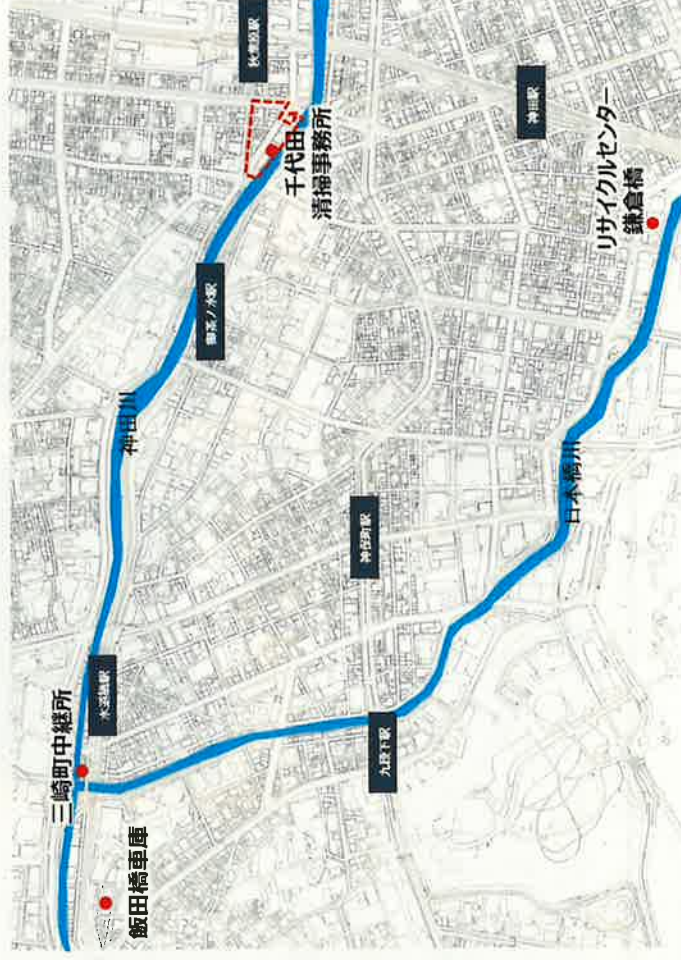 三崎町中継所
飯田橋車庫
水道橋駅
神田川
御茶ノ水駅
秋葉原駅
千代田
清掃事務所
九段下駅
神保町駅
神田駅
日本橋川
リサイクルセンター
鎌倉橋